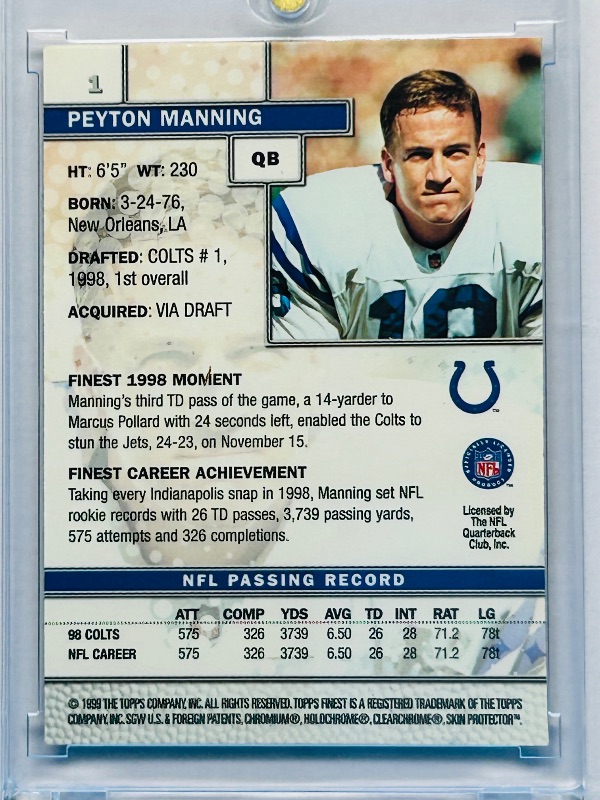 1
PEYTON MANNING
QB
HT: 6'5" WT: 230
BORN: 3-24-76,
New Orleans, LA
DRAFTED: COLTS # 1,
1998, 1st overall
ACQUIRED: VIA DRAFT
10
FINEST 1998 MOMENT
Manning's third TD pass of the game, a 14-yarder to
Marcus Pollard with 24 seconds left, enabled the Colts to
stun the Jets, 24-23, on November 15.
FINEST CAREER ACHIEVEMENT
Taking every Indianapolis snap in 1998, Manning set NFL
rookie records with 26 TD passes, 3,739 passing yards,
575 attempts and 326 completions.
TM
OFFICIALLY LICENSED
NFL
PRODUCT
TM
Licensed by
The NFL
Quarterback
Club, Inc.
NFL PASSING RECORD
ATT COMP YDS AVG TD INT RAT LG
98 COLTS 575 326 3739 6.50 26 28 71.2 78t
NFL CAREER 575 326 3739 6.50 26 28 71.2 78t
© 1999 THE TOPPS COMPANY, INC. ALL RIGHTS RESERVED. TOPPS FINEST IS A REGISTERED TRADEMARK OF THE TOPPS
COMPANY, INC. SGW U.S. & FOREIGN PATENTS, CHROMIUM®, HOLOCHROME®, CLEARCHROME®, SKIN PROTECTOR™.